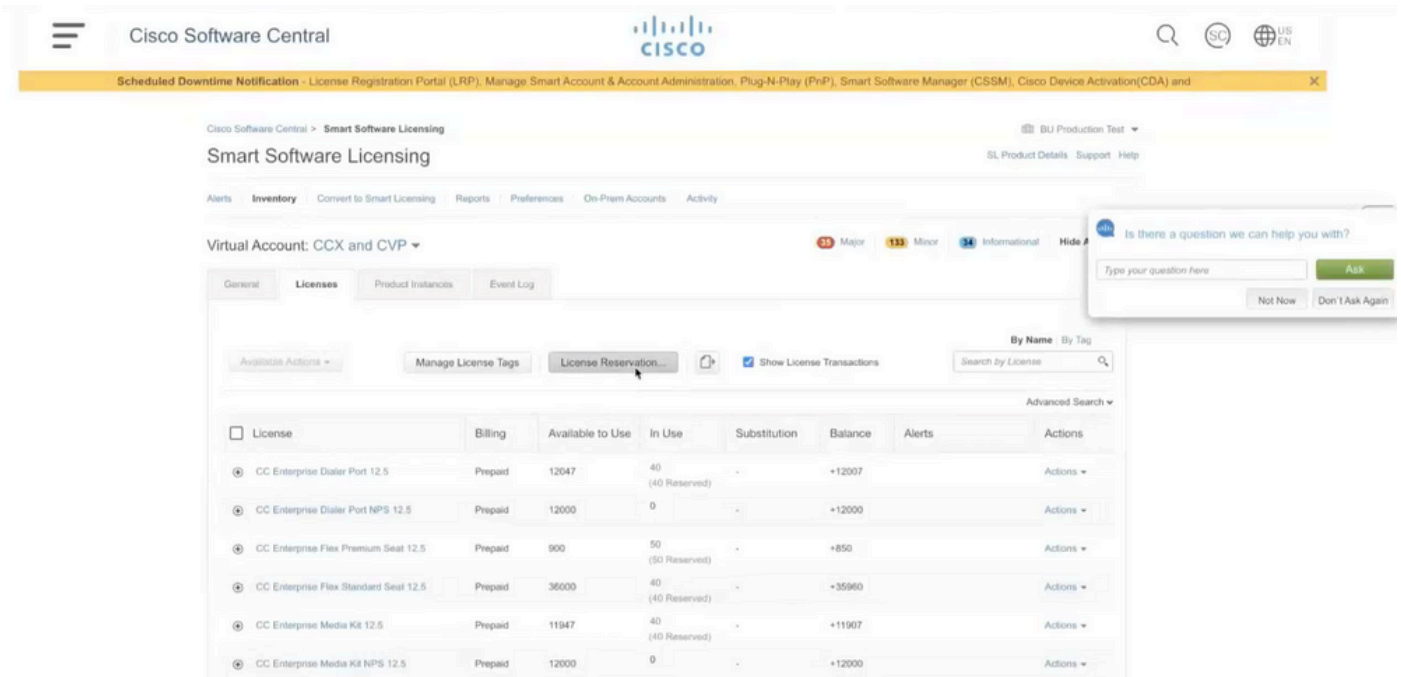 Cisco Software Central
CISCO
SC
US
EN
Scheduled Downtime Notification - License Registration Portal (LRP), Manage Smart Account & Account Administration, Plug-N-Play (PnP), Smart Software Manager (CSSM), Cisco Device Activation(CDA) and
Cisco Software Central > Smart Software Licensing
BU Production Test
Smart Software Licensing
SL Product Details Support Help
Alerts Inventory Convert to Smart Licensing Reports Preferences On-Prem Accounts Activity
Virtual Account: CCX and CVP
35 Major 133 Minor 34 Informational Hide A
Is there a question we can help you with?
Type your question here Ask
Not Now Don't Ask Again
General Licenses Product Instances Event Log
By Name By Tag
Available Actions Manage License Tags License Reservation... Show License Transactions Search by License
Advanced Search
License Billing Available to Use In Use Substitution Balance Alerts Actions
CC Enterprise Dialer Port 12.5 Prepaid 12047 40 - +12007 Actions
(40 Reserved)
CC Enterprise Dialer Port NPS 12.5 Prepaid 12000 0 - +12000 Actions
CC Enterprise Flex Premium Seat 12.5 Prepaid 900 50 - +850 Actions
(50 Reserved)
CC Enterprise Flex Standard Seat 12.5 Prepaid 36000 40 - +35960 Actions
(40 Reserved)
CC Enterprise Media Kit 12.5 Prepaid 11947 40 - +11907 Actions
(40 Reserved)
CC Enterprise Media Kit NPS 12.5 Prepaid 12000 0 - +12000 Actions